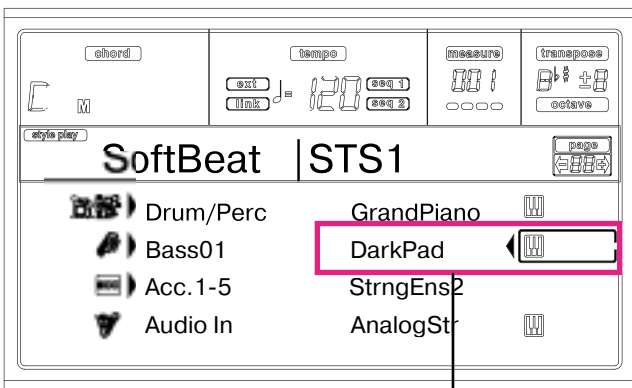 chord tempo measure transpose
ext seq 1
C M link = 120 seq 2 001 B ±8
octave
style play page
SoftBeat |STS1 88
Drum/Perc GrandPiano
Bass01 DarkPad
Acc.1-5 StrngEns2
Audio In AnalogStr